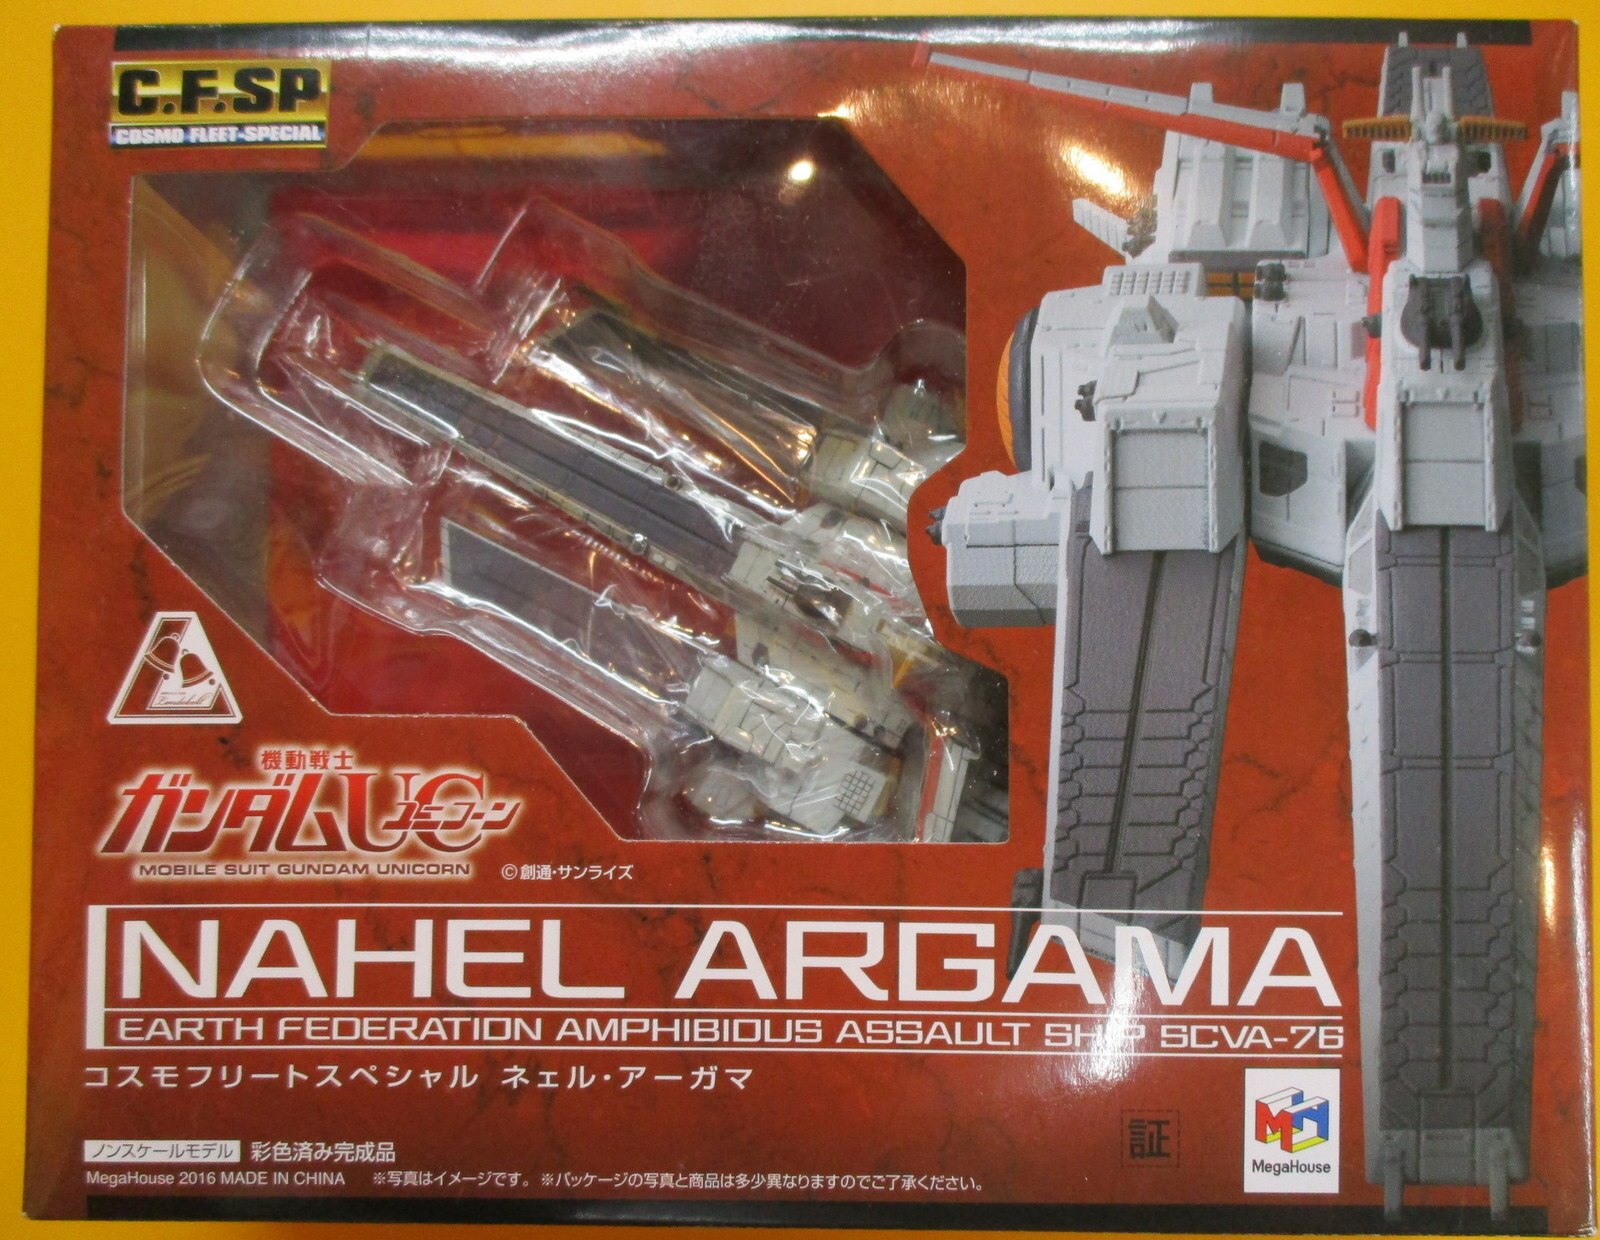 C.F.SP
COSMO FLEET-SPECIAL
Londobell
機動戦士
ガンダムUC
ユニコーン
MOBILE SUIT GUNDAM UNICORN
©創通・サンライズ
NAHEL ARGAMA
EARTH FEDERATION AMPHIBIOUS ASSAULT SHIP SCVA-76
コスモフリートスペシャル ネェル・アーガマ
証
MegaHouse
ノンスケールモデル 彩色済み完成品
MegaHouse 2016 MADE IN CHINA ※写真はイメージです。※パッケージの写真と商品は多少異なりますのでご了承ください。